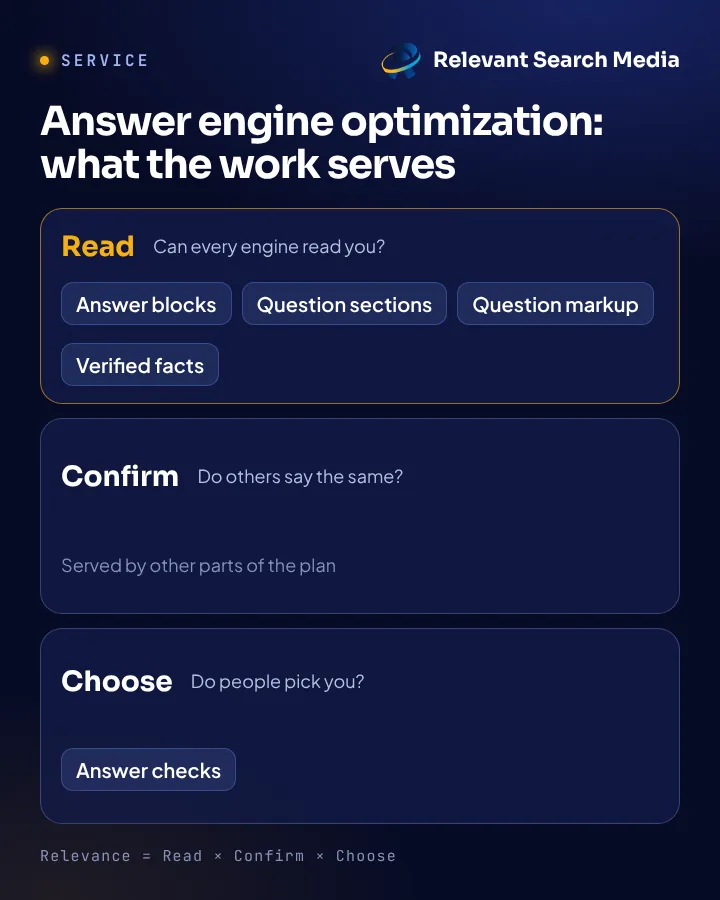 SERVICE
Relevant Search Media
Answer engine optimization:
what the work serves
Read Can every engine read you?
Answer blocks Question sections Question markup
Verified facts
Confirm Do others say the same?
Served by other parts of the plan
Choose Do people pick you?
Answer checks
Relevance = Read × Confirm × Choose